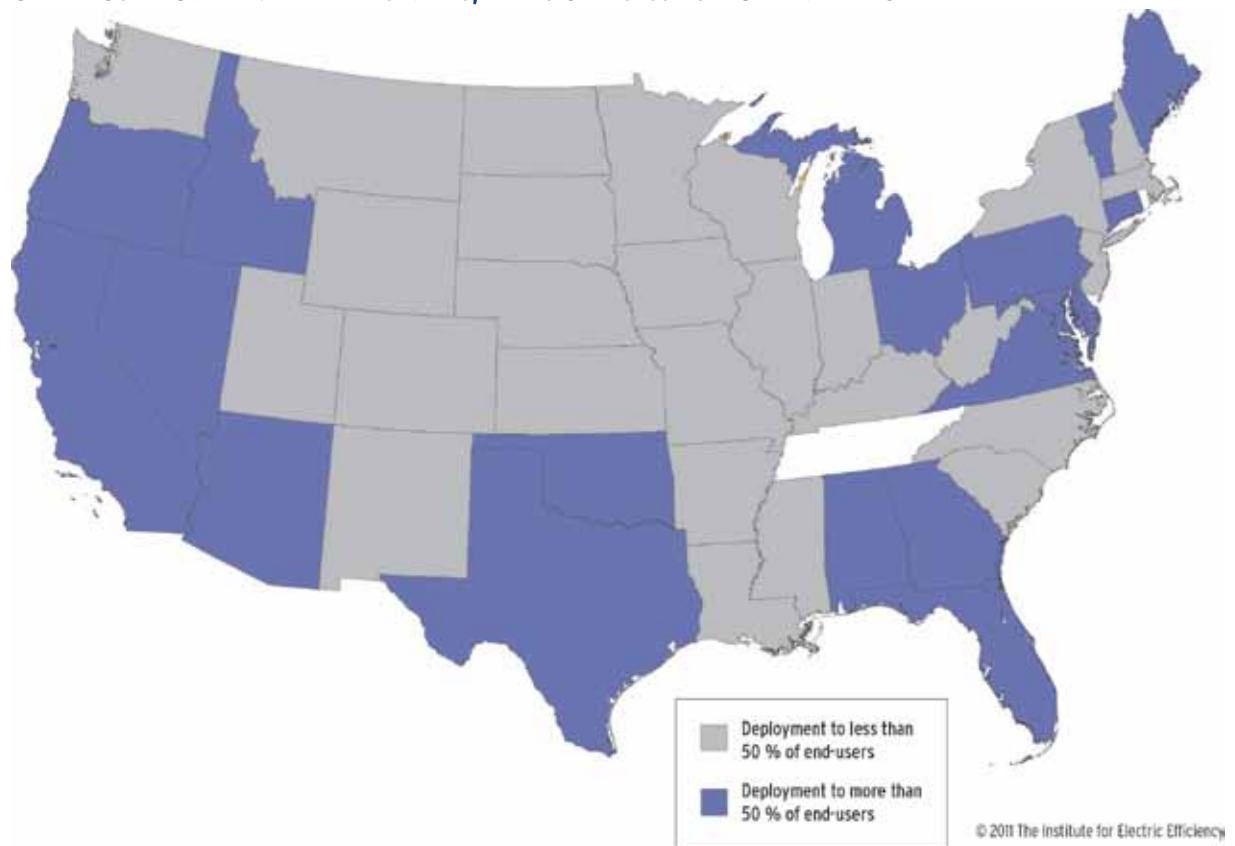 Deployment to less than
50 % of end-users
Deployment to more than
50 % of end-users
© 2011 The Institute for Electric Efficiency